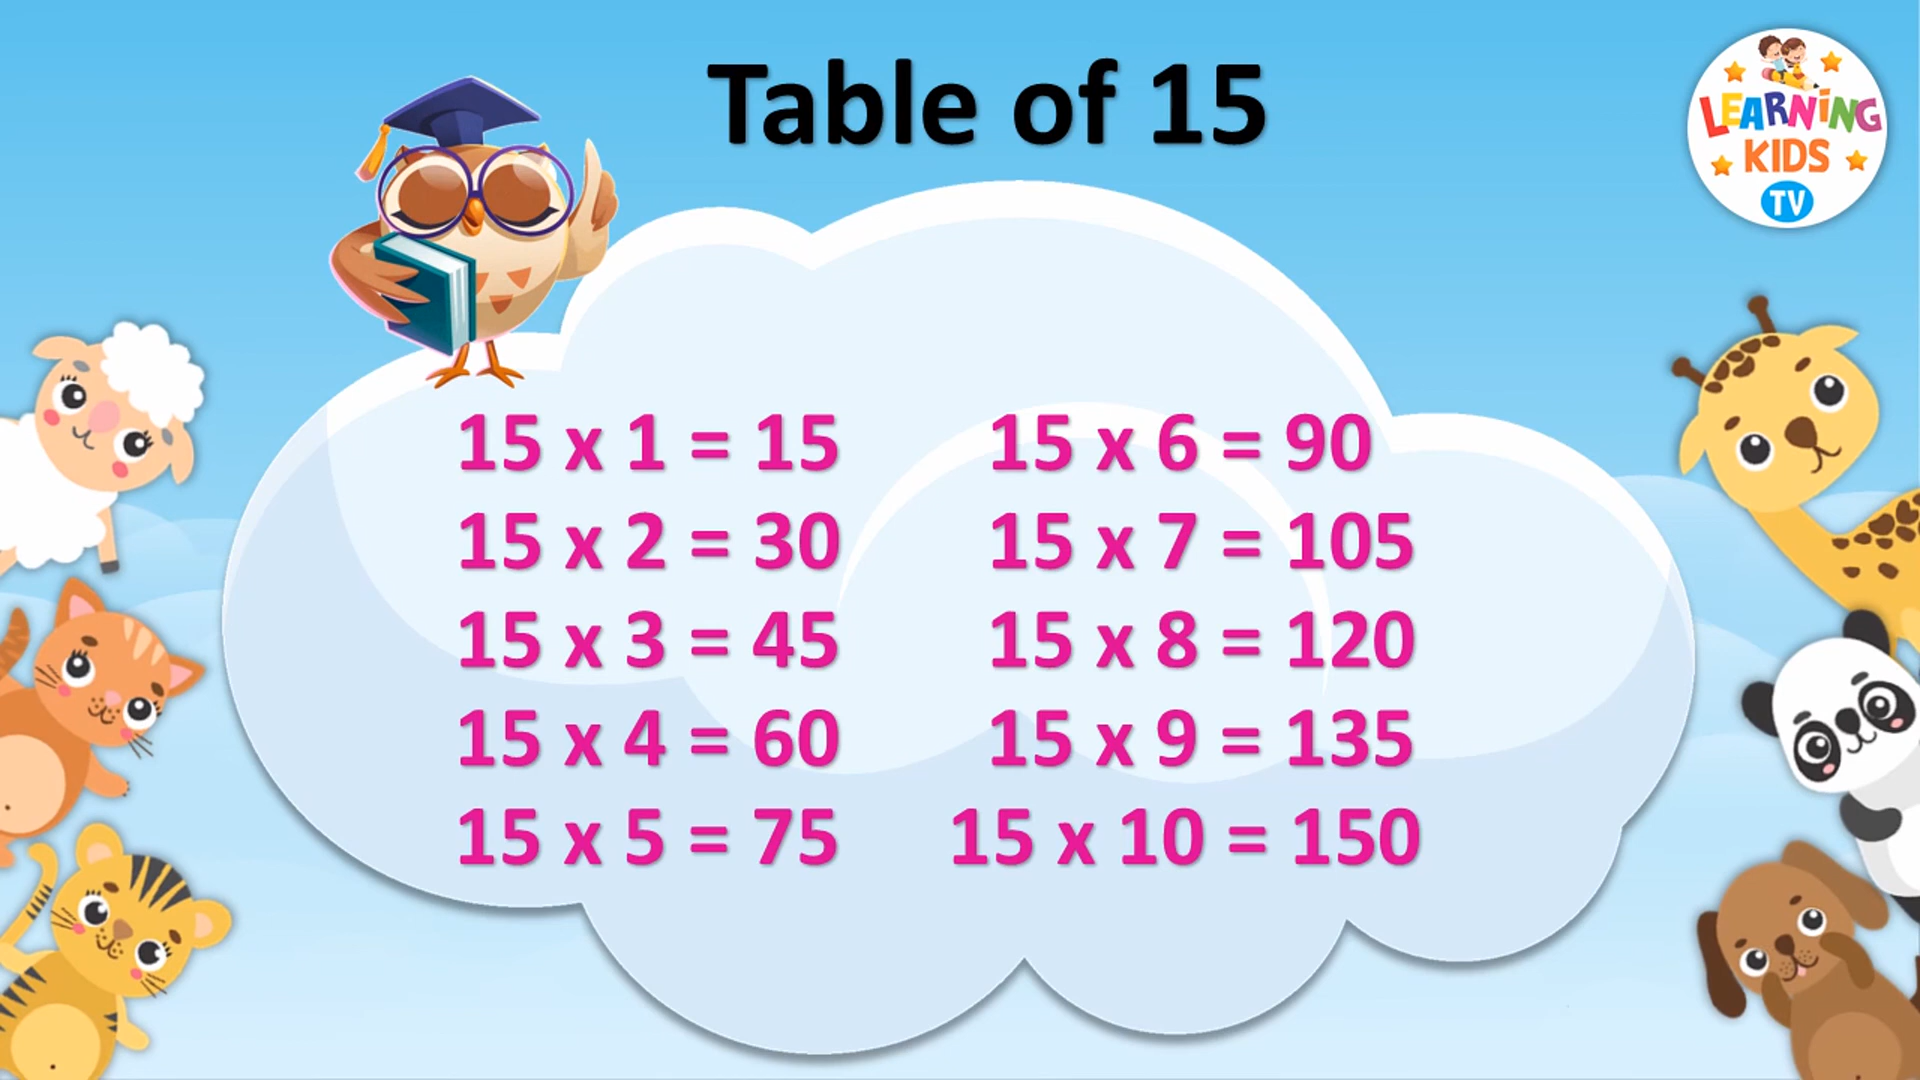 Table of 15
LEARNING
KIDS
TV
15 x 1 = 15
15 x 2 = 30
15 x 3 = 45
15 x 4 = 60
15 x 5 = 75
15 x 6 = 90
15 x 7 = 105
15 x 8 = 120
15 x 9 = 135
15 x 10 = 150